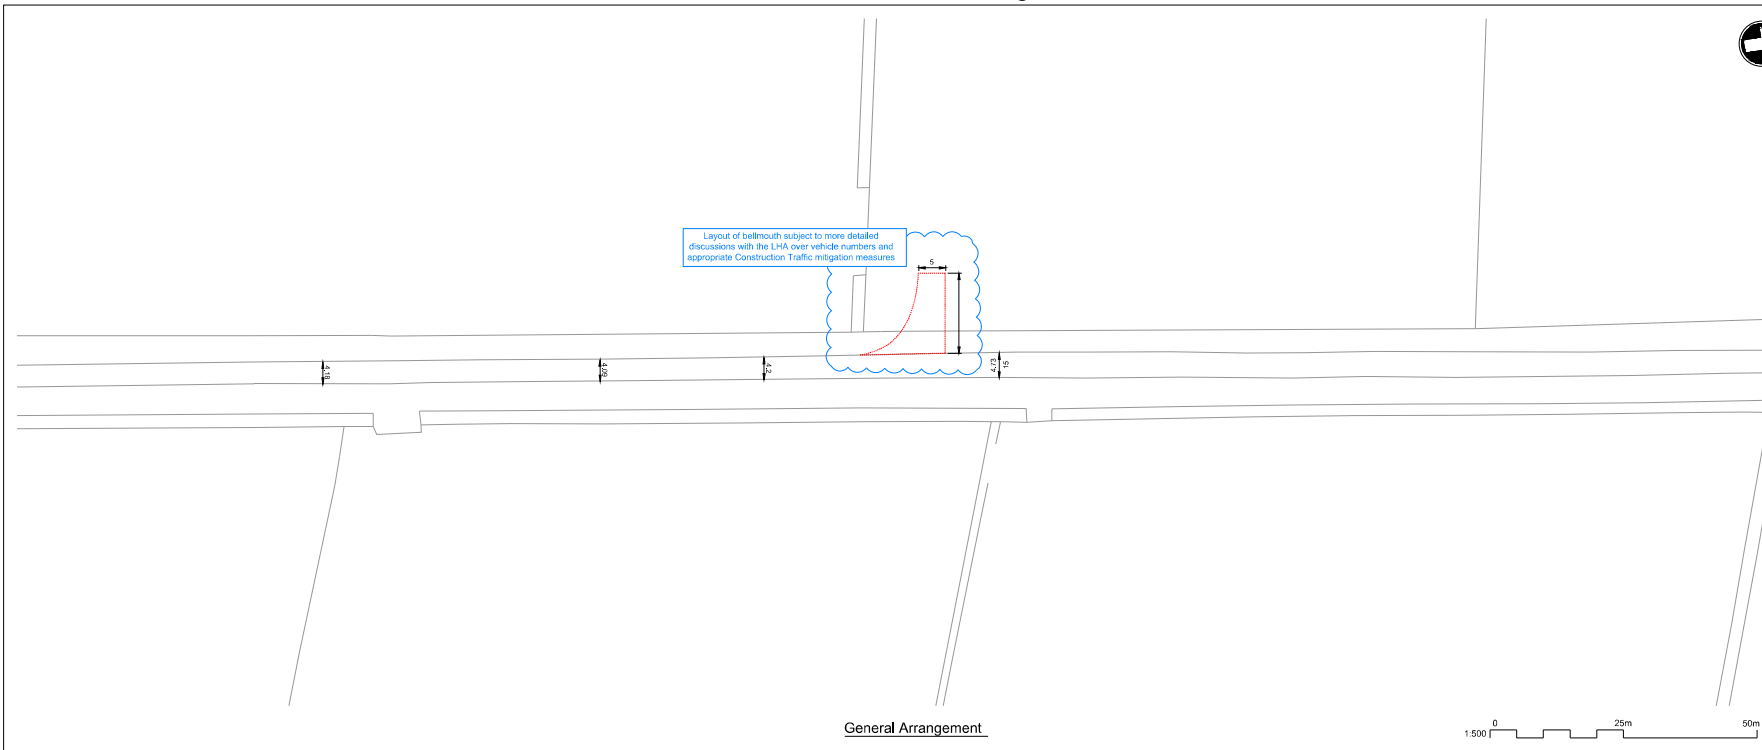 Layout of bellmouth subject to more detailed
discussions with the LHA over vehicle numbers and
appropriate Construction Traffic mitigation measures
5
4.18
4.09
4.2
4.73
15
General Arrangement
1:500
0
25m
50m